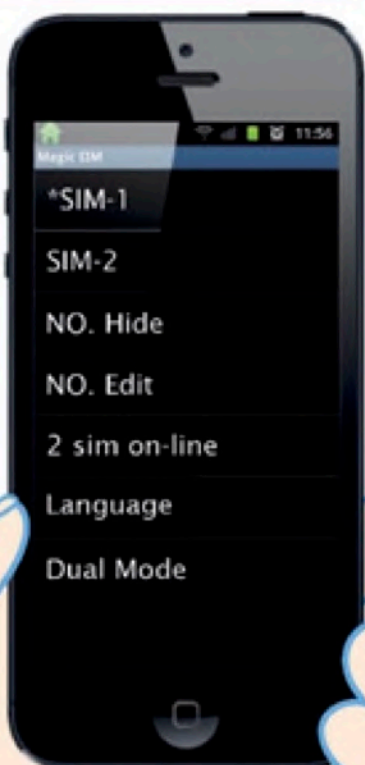 11:56
Magic SIM
*SIM-1
SIM-2
NO. Hide
NO. Edit
2 sim on-line
Language
Dual Mode